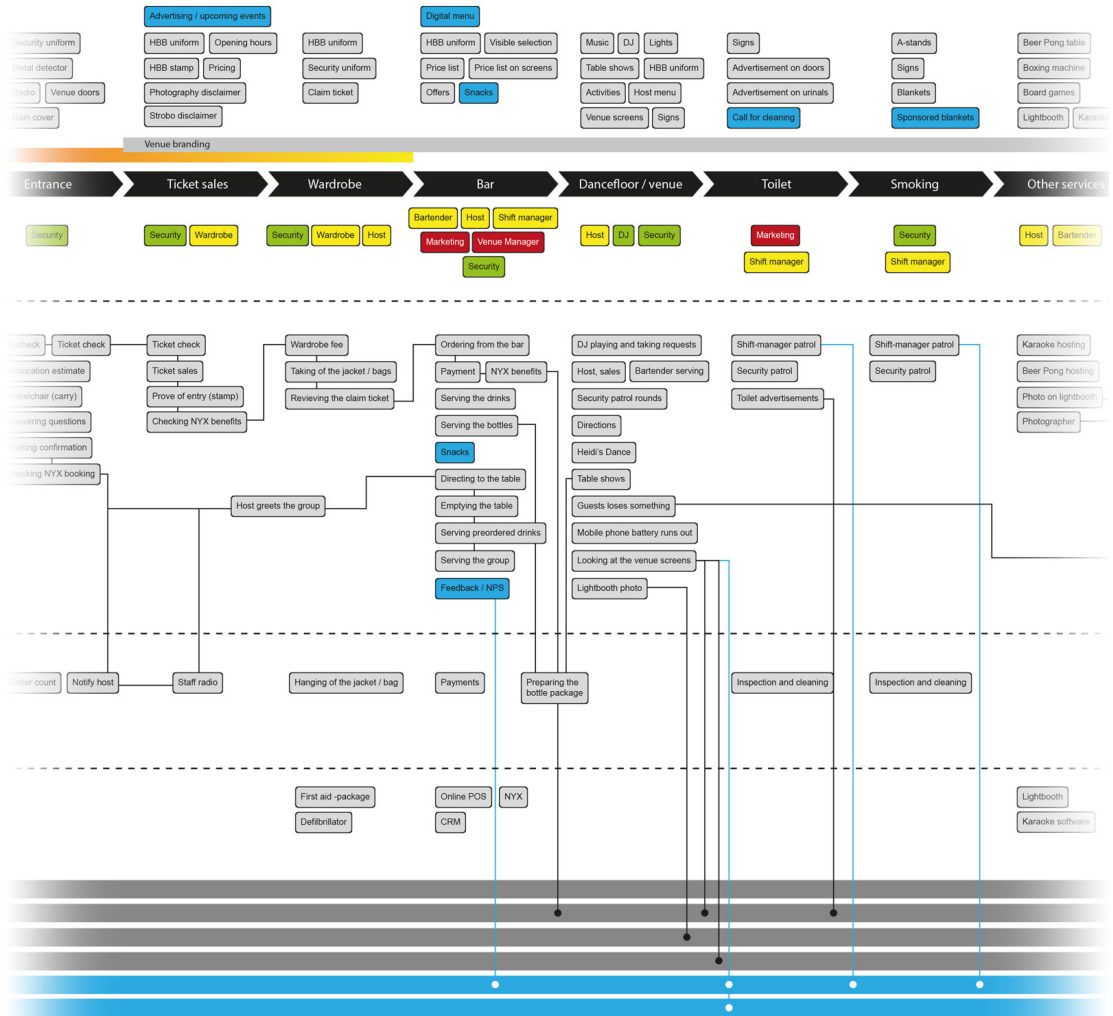 Advertising / upcoming events
Digital menu
Security uniform
HBB uniform
Opening hours
HBB uniform
HBB uniform
Visible selection
Music
DJ
Lights
Signs
A-stands
Beer Pong table
Metal detector
HBB stamp
Pricing
Security uniform
Price list
Price list on screens
Table shows
HBB uniform
Advertisement on doors
Signs
Boxing machine
Radio
Venue doors
Photography disclaimer
Claim ticket
Offers
Snacks
Activities
Host menu
Advertisement on urinals
Blankets
Board games
Rain cover
Strobo disclaimer
Venue screens
Signs
Call for cleaning
Sponsored blankets
Lightbooth
Karaoke
Venue branding
Entrance
Ticket sales
Wardrobe
Bar
Dancefloor / venue
Toilet
Smoking
Other services
Bartender
Host
Shift manager
Security
Security
Wardrobe
Security
Wardrobe
Host
Marketing
Venue Manager
Host
DJ
Security
Marketing
Security
Host
Bartender
Security
Shift manager
Shift manager
Ticket check
Ticket check
Wardrobe fee
Ordering from the bar
DJ playing and taking requests
Shift-manager patrol
Shift-manager patrol
Karaoke hosting
estimate
Ticket sales
Taking of the jacket / bags
Payment
NYX benefits
Host, sales
Bartender serving
Security patrol
Security patrol
Beer Pong hosting
(carry)
Prove of entry (stamp)
Revieving the claim ticket
Serving the drinks
Security patrol rounds
Toilet advertisements
Photo on lightbooth
questions
Checking NYX benefits
Serving the bottles
Directions
Photographer
confirmation
Snacks
Heidi's Dance
NYX booking
Directing to the table
Table shows
Host greets the group
Emptying the table
Guests loses something
Serving preordered drinks
Mobile phone battery runs out
Serving the group
Looking at the venue screens
Feedback / NPS
Lightbooth photo
count
Notify host
Staff radio
Hanging of the jacket / bag
Payments
Preparing the
bottle package
Inspection and cleaning
Inspection and cleaning
First aid -package
Online POS
NYX
Lightbooth
Defilbrillator
CRM
Karaoke software